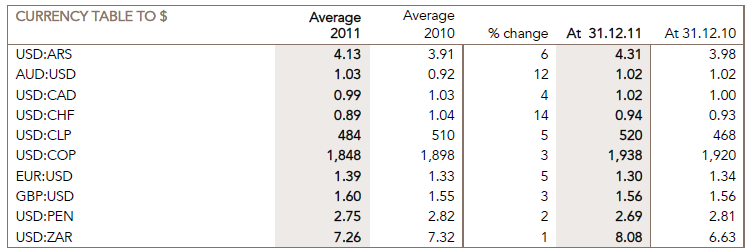 CURRENCY TABLE TO $ Average 2011 Average 2010 % change At 31.12.11 At 31.12.10
USD:ARS 4.13 3.91 6 4.31 3.98
AUD:USD 1.03 0.92 12 1.02 1.02
USD:CAD 0.99 1.03 4 1.02 1.00
USD:CHF 0.89 1.04 14 0.94 0.93
USD:CLP 484 510 5 520 468
USD:COP 1,848 1,898 3 1,938 1,920
EUR:USD 1.39 1.33 5 1.30 1.34
GBP:USD 1.60 1.55 3 1.56 1.56
USD:PEN 2.75 2.82 2 2.69 2.81
USD:ZAR 7.26 7.32 1 8.08 6.63